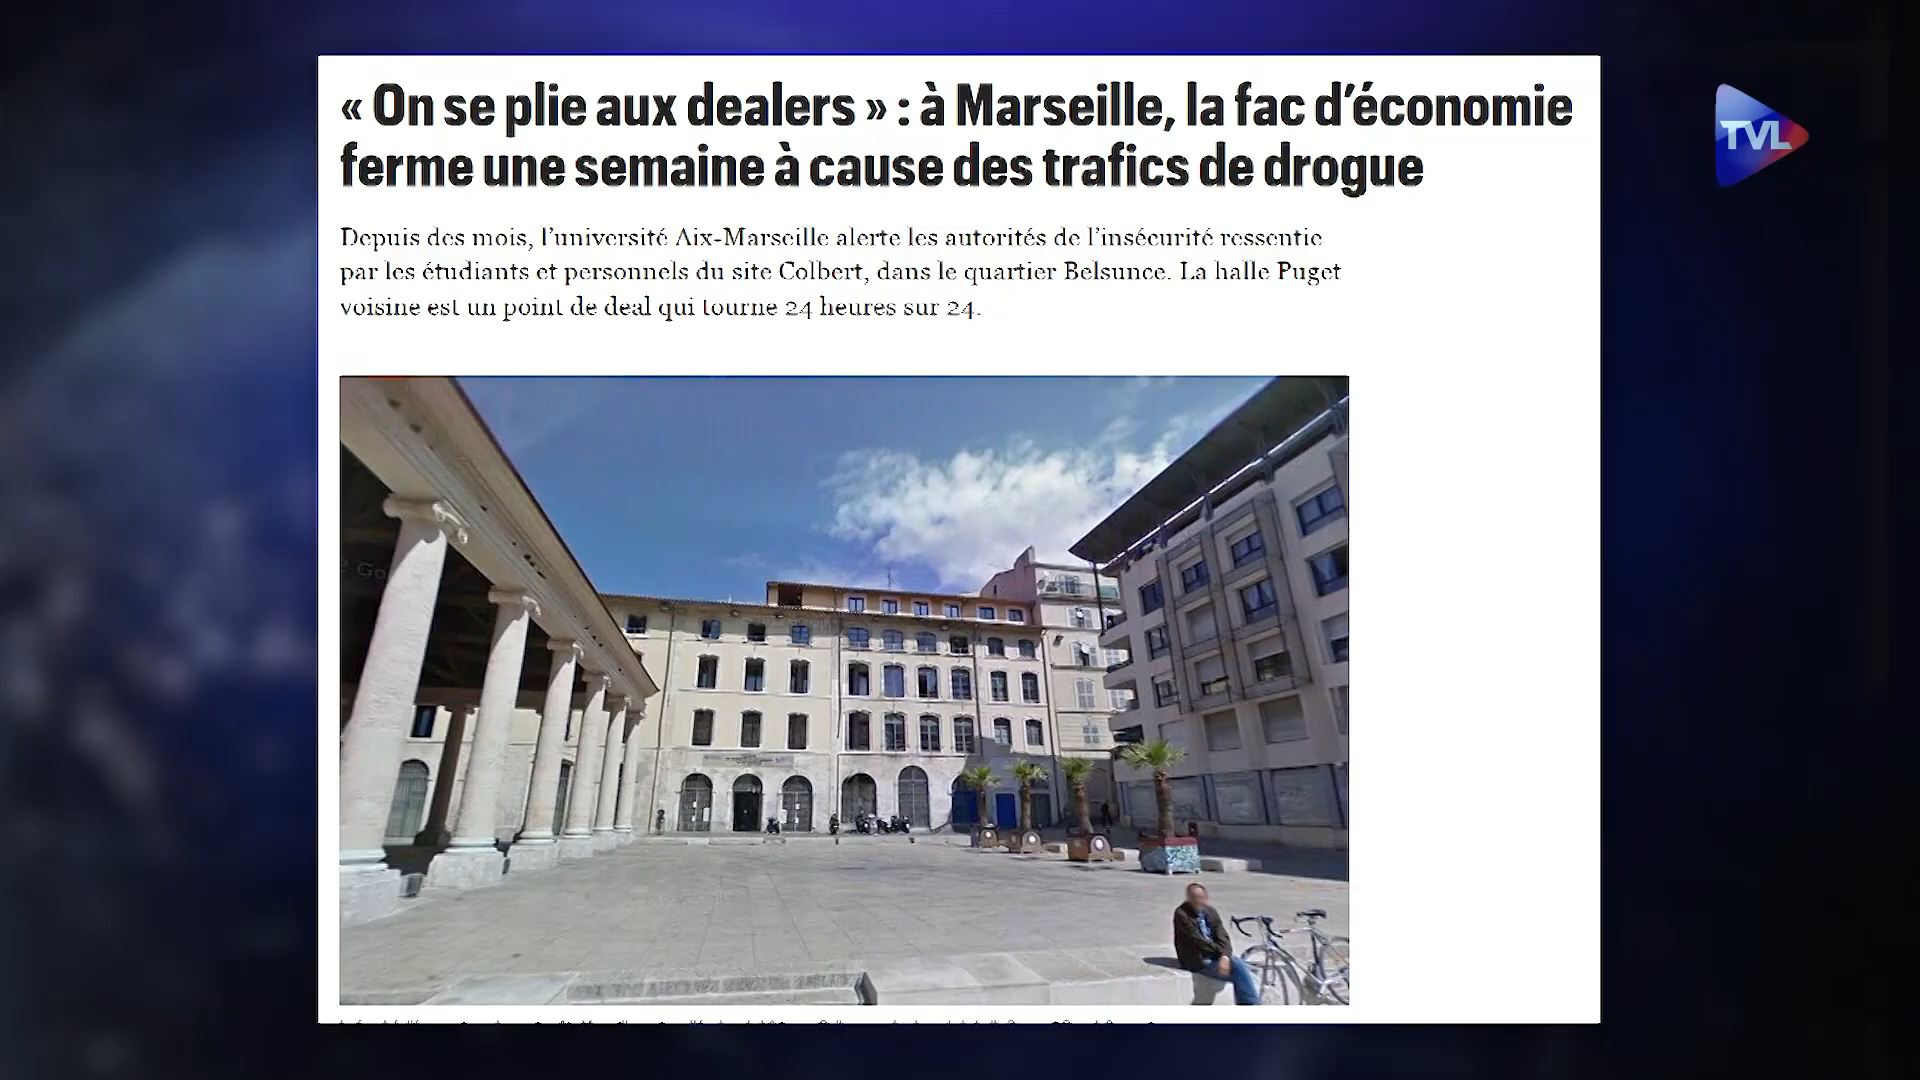 « On se plie aux dealers » : à Marseille, la fac d’économie
ferme une semaine à cause des trafics de drogue
TVL
Depuis des mois, l’université Aix-Marseille alerte les autorités de l’insécurité ressentie
par les étudiants et personnels du site Colbert, dans le quartier Belsunce. La halle Puget
voisine est un point de deal qui tourne 24 heures sur 24.